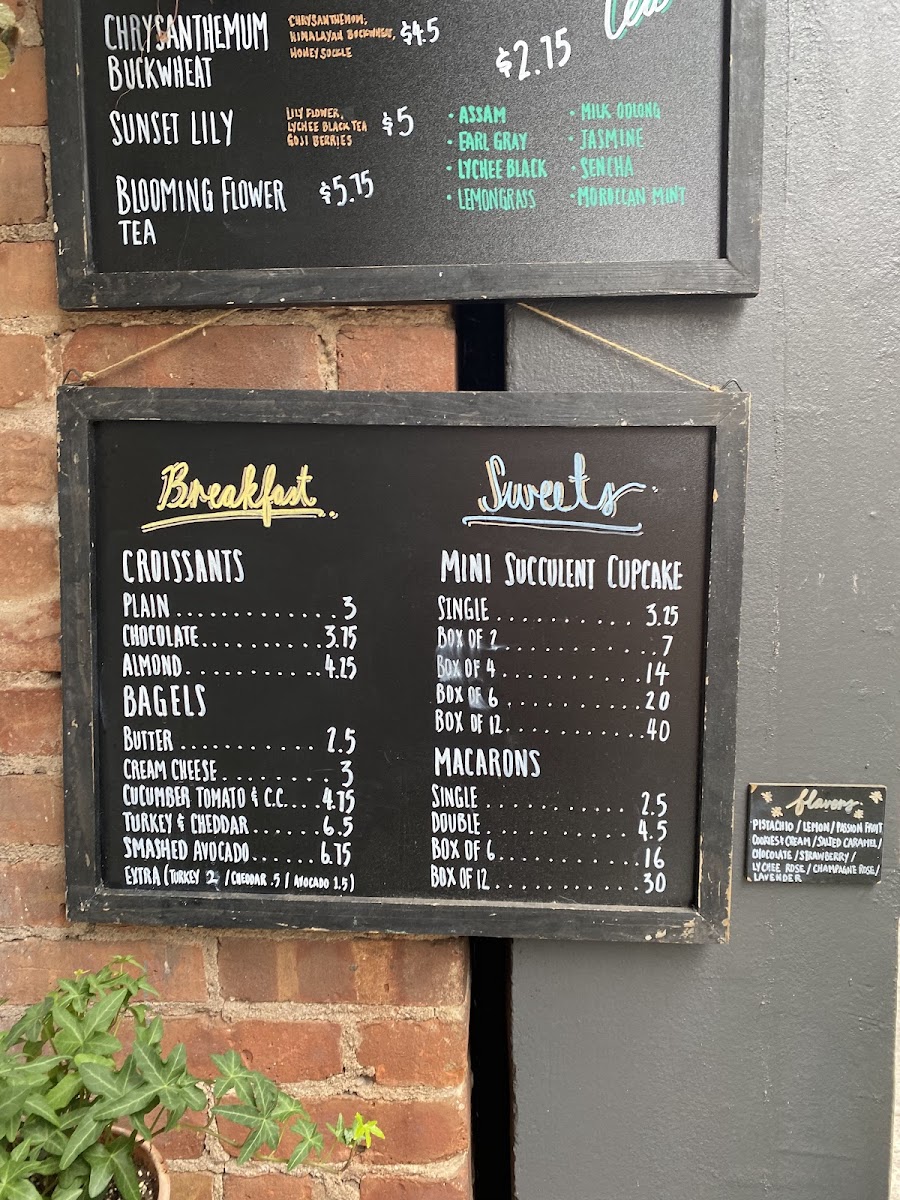 CHRYSANTHEMUM
BUCKWHEAT
CHRYSANTHEMUM,
HIMALAYAN BUCKWHEAT,
HONEY SUCKLE
$4.5
SUNSET LILY
LILY FLOWER,
LYCHEE BLACK TEA
GOJI BERRIES
$5
BLOOMING FLOWER
TEA
$5.75
tea
$2.75
• ASSAM
• EARL GRAY
• LYCHEE BLACK
• LEMONGRASS
• MILK OOLONG
• JASMINE
• SENCHA
• MOROCCAN MINT
Breakfast
CROISSANTS
PLAIN.............3
CHOCOLATE............3.75
ALMOND............4.25
BAGELS
BUTTER ........... 2.5
CREAM CHEESE.........3
CUCUMBER TOMATO & C.C....4.75
TURKEY & CHEDDAR......6.5
SMASHED AVOCADO......6.75
EXTRA (TURKEY 2 / CHEDDAR .5 / AVOCADO 1.5)
Sweets
MINI SUCCULENT CUPCAKE
SINGLE.......... 3.25
BOX OF 2............7
BOX OF 4...........14
BOX OF 6...........20
BOX OF 12...........40
MACARONS
SINGLE ........... 2.5
DOUBLE........... 4.5
BOX OF 6...........16
BOX OF 12...........30
flavors
PISTACHIO / LEMON / PASSION FRUIT
COOKIES & CREAM / SALTED CARAMEL /
CHOCOLATE / STRAWBERRY /
LYCHEE ROSE / CHAMPAGNE ROSE /
LAVENDER